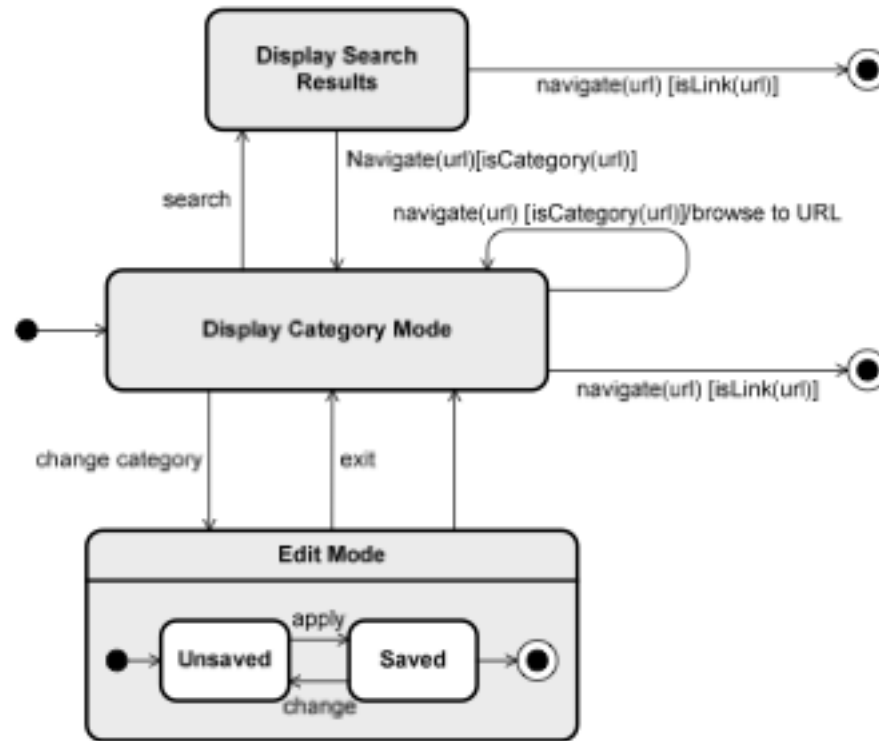 Display Search
Results
navigate(url) [isLink(url)]
Navigate(url)[isCategory(url)]
search
navigate(url) [isCategory(url)]/browse to URL
Display Category Mode
navigate(url) [isLink(url)]
change category
exit
Edit Mode
apply
Unsaved
Saved
change